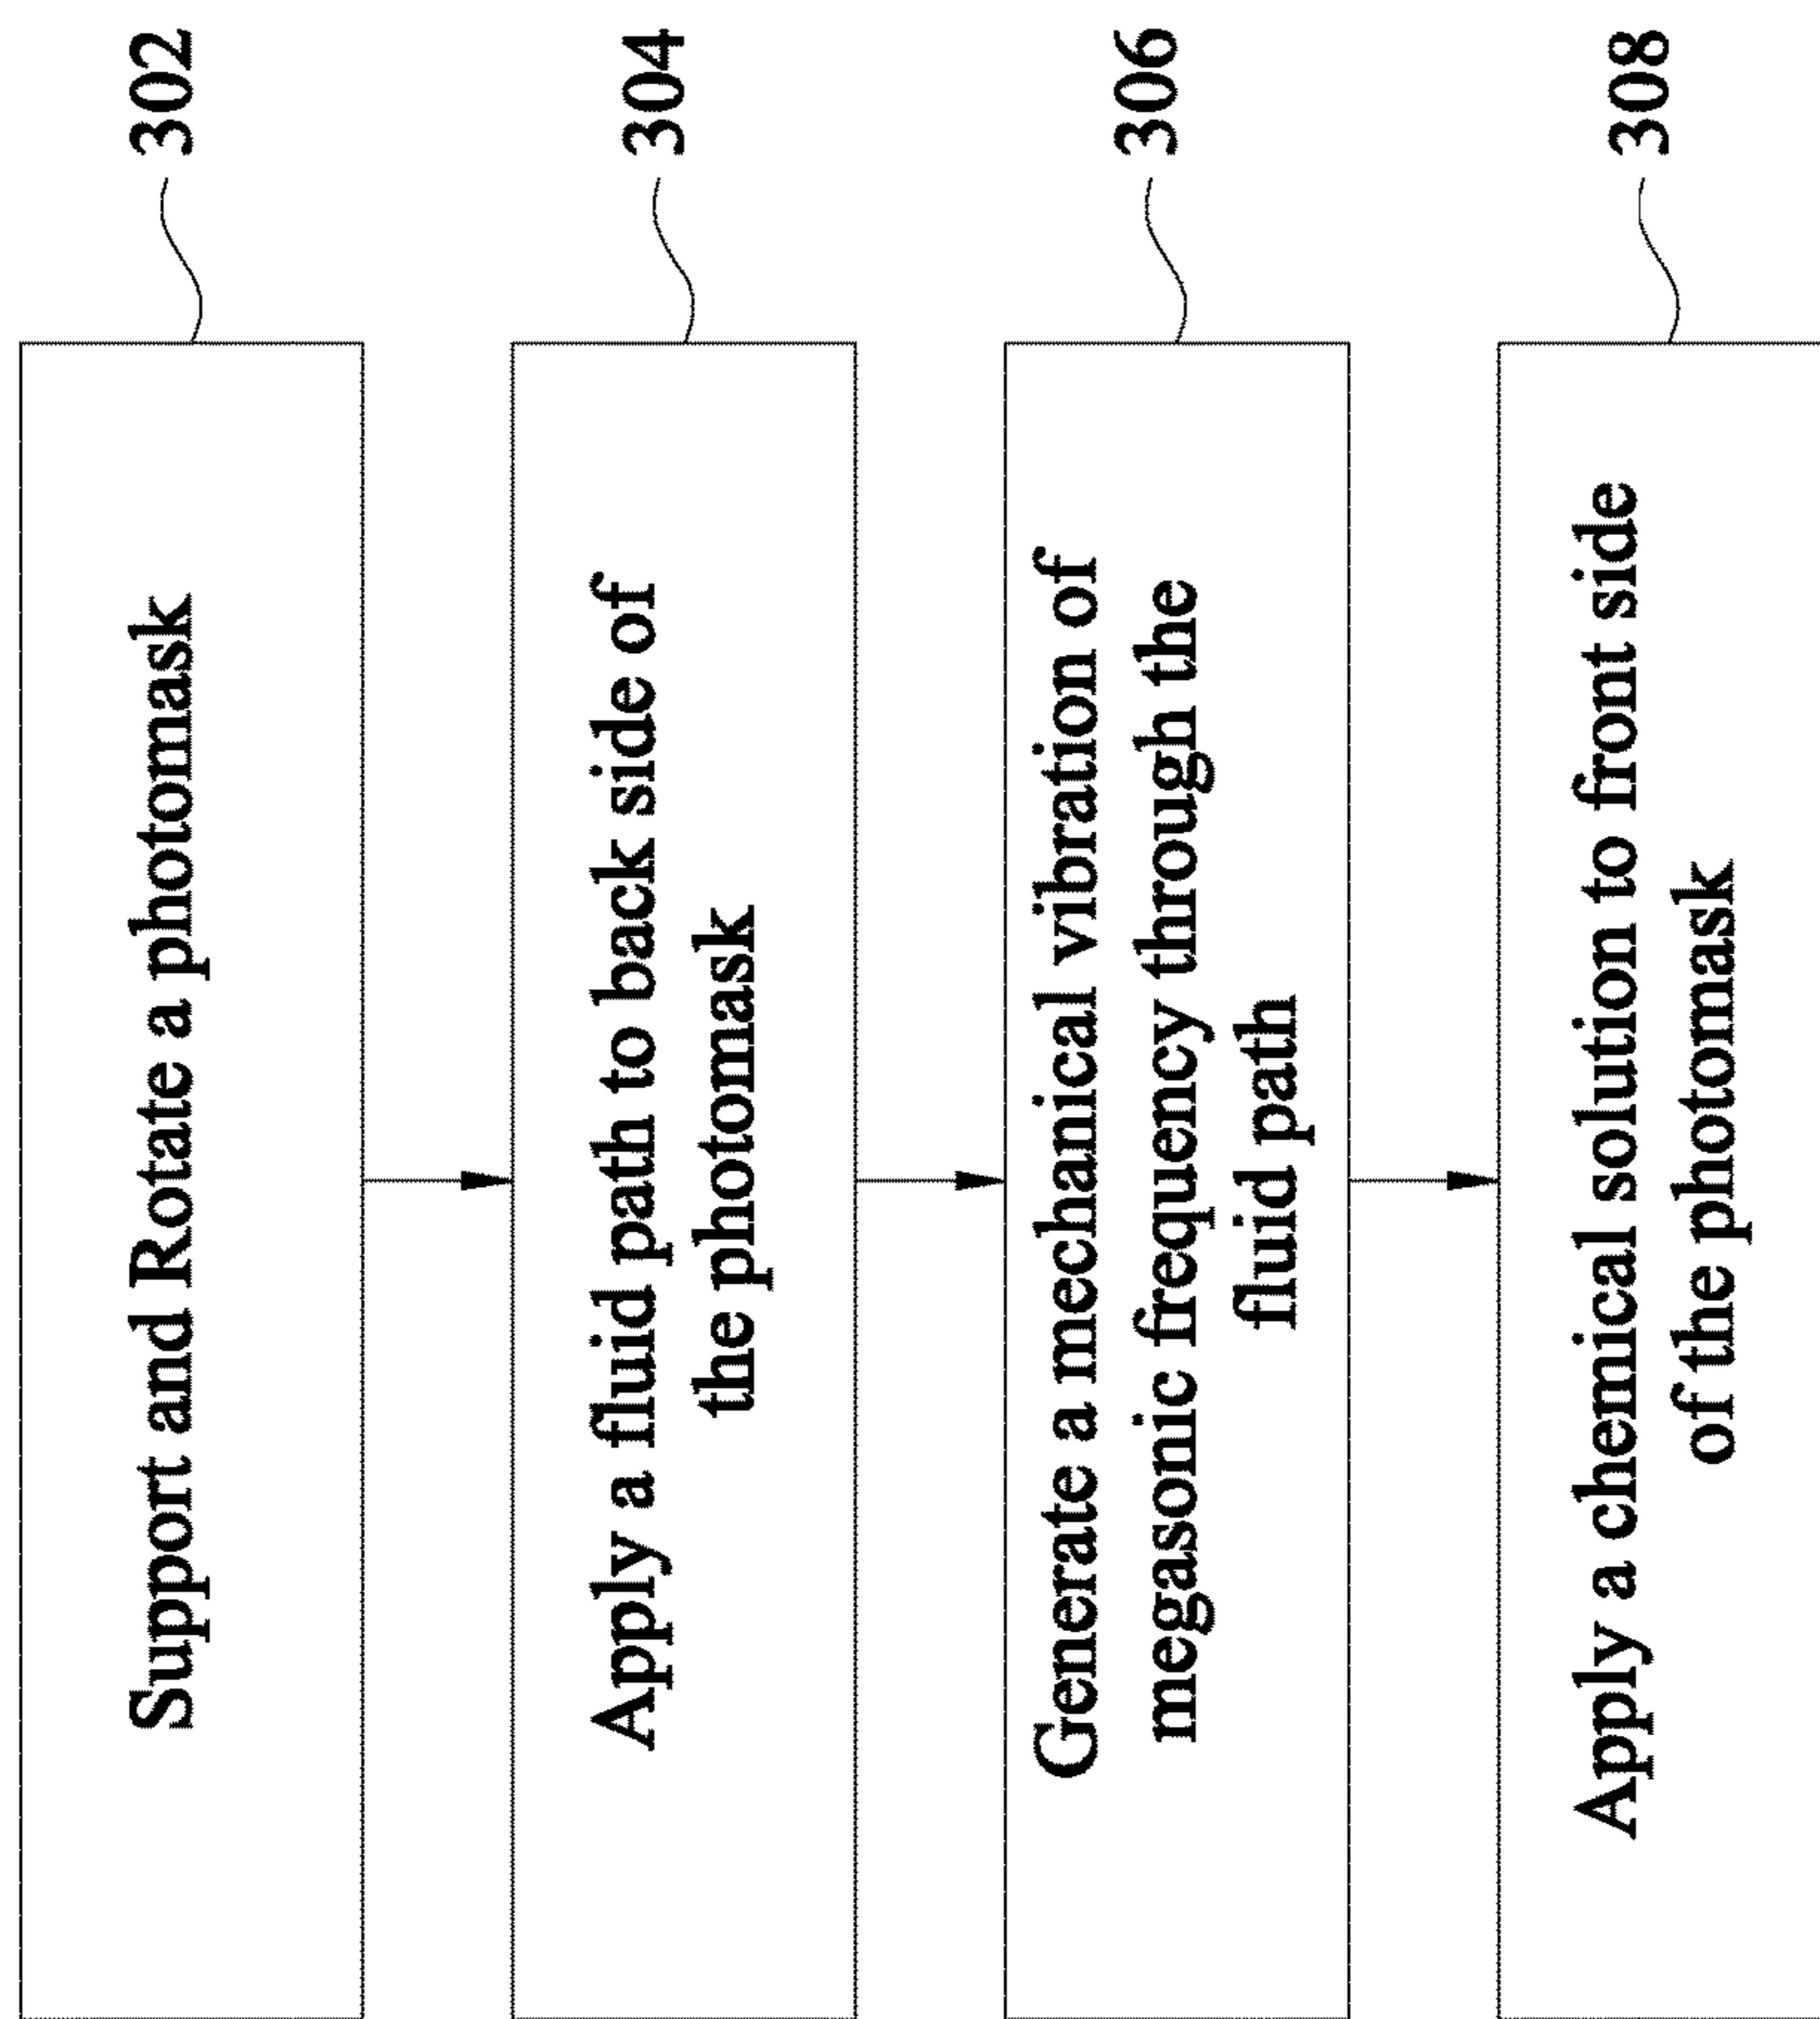 Support and Rotate a photomask
302
Apply a fluid path to back side of
the photomask
304
Generate a mechanical vibration of
megasonic frequency through the
fluid path
306
Apply a chemical solution to front side
of the photomask
308